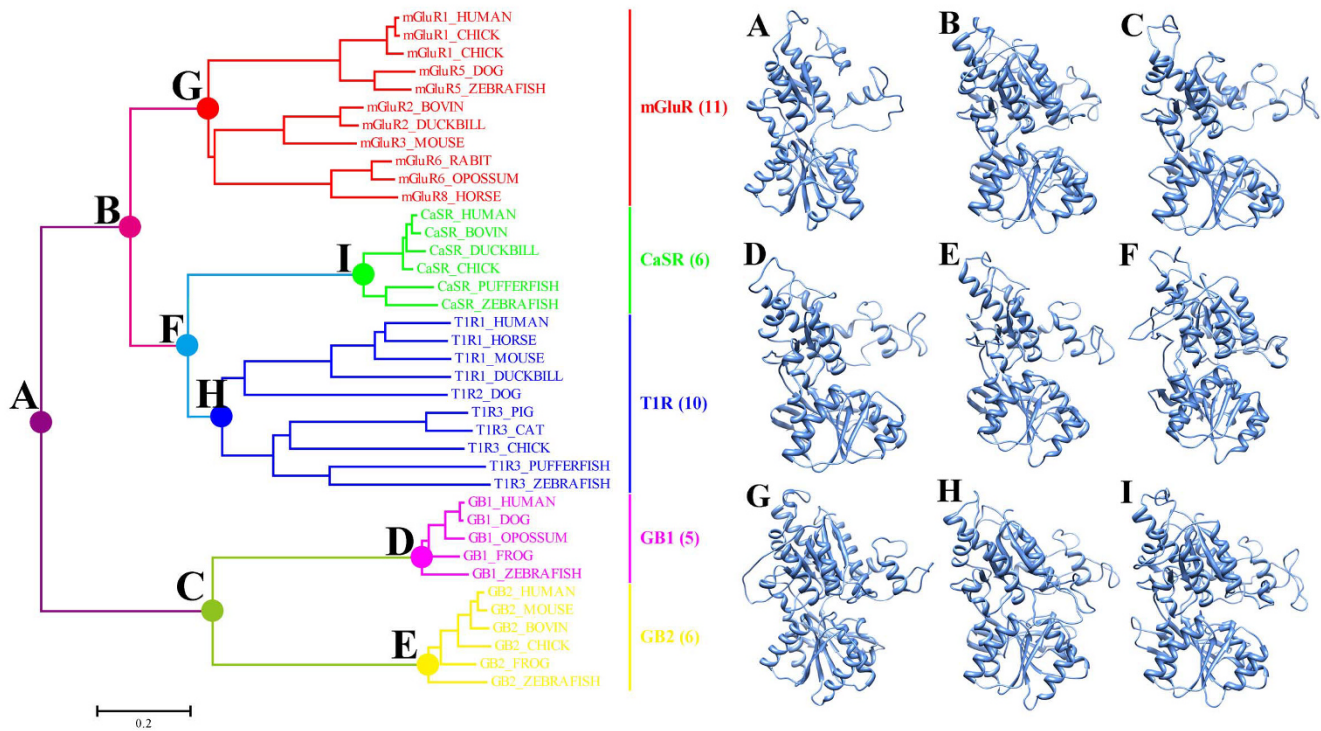 mGluR1_HUMAN
mGluR1_CHICK
mGluR1_CHICK
mGluR5_DOG
mGluR5_ZEBRAFISH
mGluR2_BOVIN
mGluR2_DUCKBILL
mGluR3_MOUSE
mGluR6_RABIT
mGluR6_OPOSSUM
mGluR8_HORSE
CaSR_HUMAN
CaSR_BOVIN
CaSR_DUCKBILL
CaSR_CHICK
CaSR_PUFFERFISH
CaSR_ZEBRAFISH
T1R1_HUMAN
T1R1_HORSE
T1R1_MOUSE
T1R1_DUCKBILL
T1R2_DOG
T1R3_PIG
T1R3_CAT
T1R3_CHICK
T1R3_PUFFERFISH
T1R3_ZEBRAFISH
GB1_HUMAN
GB1_DOG
GB1_OPOSSUM
GB1_FROG
GB1_ZEBRAFISH
GB2_HUMAN
GB2_MOUSE
GB2_BOVIN
GB2_CHICK
GB2_FROG
GB2_ZEBRAFISH
G
B
I
F
H
A
D
C
E
mGluR (11)
CaSR (6)
T1R (10)
GB1 (5)
GB2 (6)
0.2
A
B
C
D
E
F
G
H
I